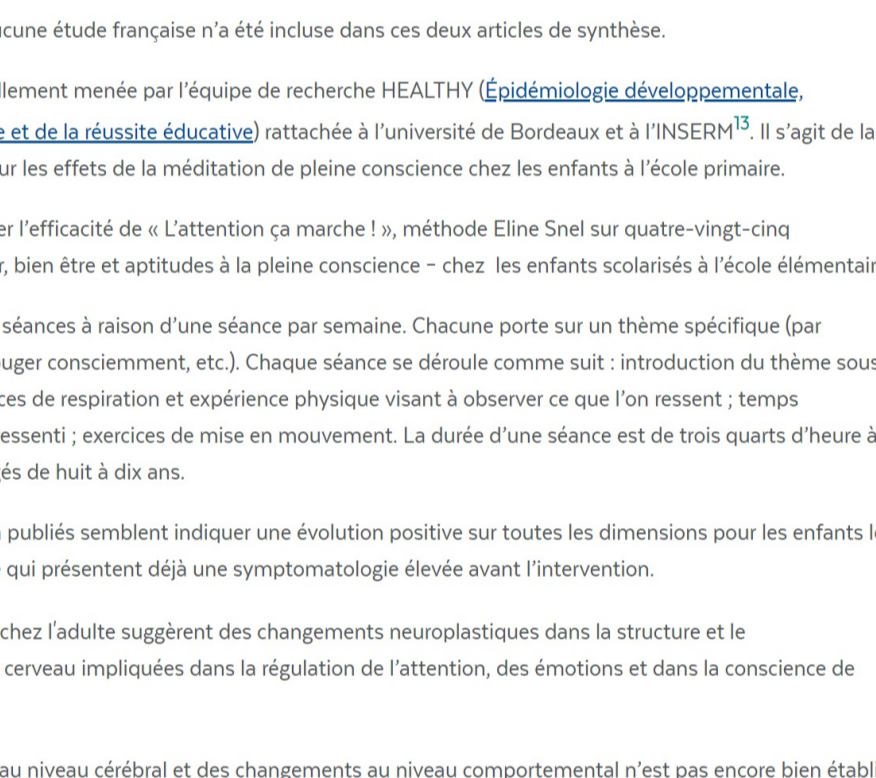 cune étude française n’a été incluse dans ces deux articles de synthèse.
llement menée par l’équipe de recherche HEALTHY (Épidémiologie développementale,
e et de la réussite éducative) rattachée à l’université de Bordeaux et à l’INSERM13. Il s’agit de la
ur les effets de la méditation de pleine conscience chez les enfants à l’école primaire.
er l’efficacité de « L’attention ça marche ! », méthode Eline Snel sur quatre-vingt-cinq
r, bien être et aptitudes à la pleine conscience – chez les enfants scolarisés à l’école élémentair
séances à raison d’une séance par semaine. Chacune porte sur un thème spécifique (par
ouger consciemment, etc.). Chaque séance se déroule comme suit : introduction du thème sous
ces de respiration et expérience physique visant à observer ce que l’on ressent ; temps
essenti ; exercices de mise en mouvement. La durée d’une séance est de trois quarts d’heure à
gés de huit à dix ans.
publiés semblent indiquer une évolution positive sur toutes les dimensions pour les enfants l
qui présentent déjà une symptomatologie élevée avant l’intervention.
chez l'adulte suggèrent des changements neuroplastiques dans la structure et le
cerveau impliquées dans la régulation de l’attention, des émotions et dans la conscience de
au niveau cérébral et des changements au niveau comportemental n’est pas encore bien établi